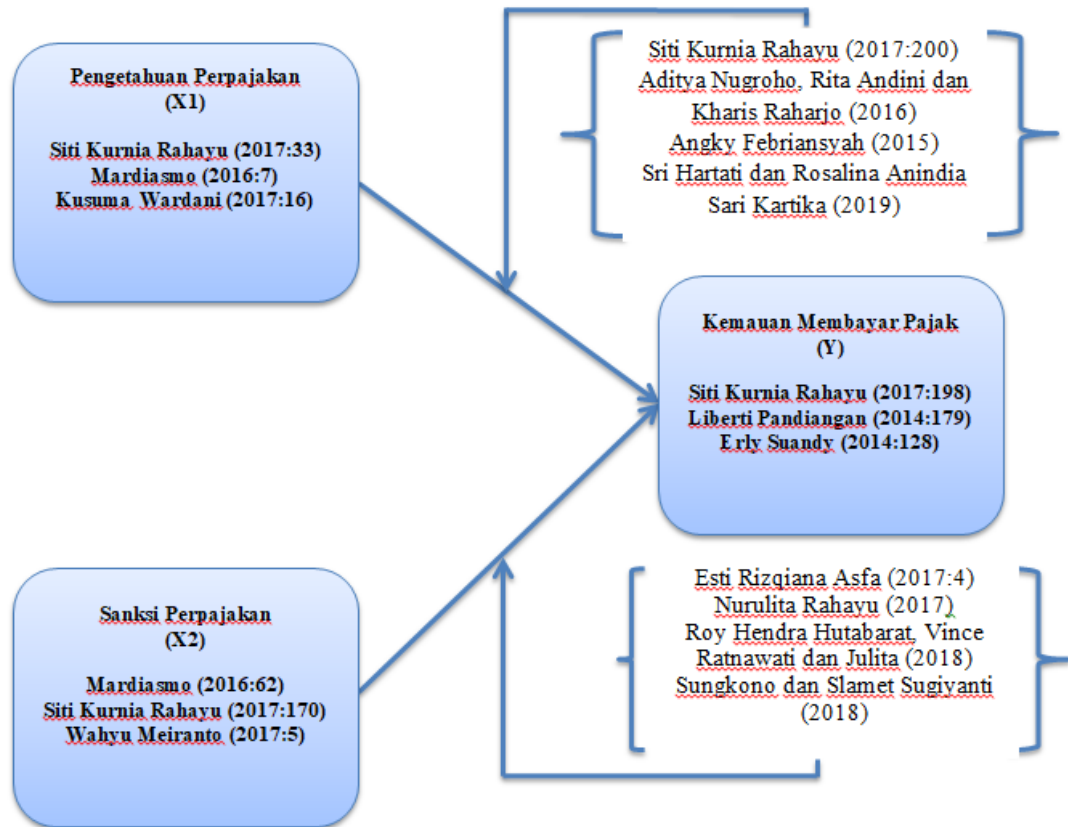 Pengetahuan Perpajakan
(X1)
Siti Kurnia Rahayu (2017:33)
Mardiasmo (2016:7)
Kusuma Wardani (2017:16)
Siti Kurnia Rahayu (2017:200)
Aditya Nugroho, Rita Andini dan
Kharis Raharjo (2016)
Angky Febriansyah (2015)
Sri Hartati dan Rosalina Anindia
Sari Kartika (2019)
Kemauan Membayar Pajak
(Y)
Siti Kurnia Rahayu (2017:198)
Liberti Pandiangan (2014:179)
Erly Suandy (2014:128)
Sanksi Perpajakan
(X2)
Mardiasmo (2016:62)
Siti Kurnia Rahayu (2017:170)
Wahyu Meiranto (2017:5)
Esti Rizqiana Asfa (2017:4)
Nurulita Rahayu (2017)
Roy Hendra Hutabarat, Vince
Ratnawati dan Julita (2018)
Sungkono dan Slamet Sugiyanti
(2018)